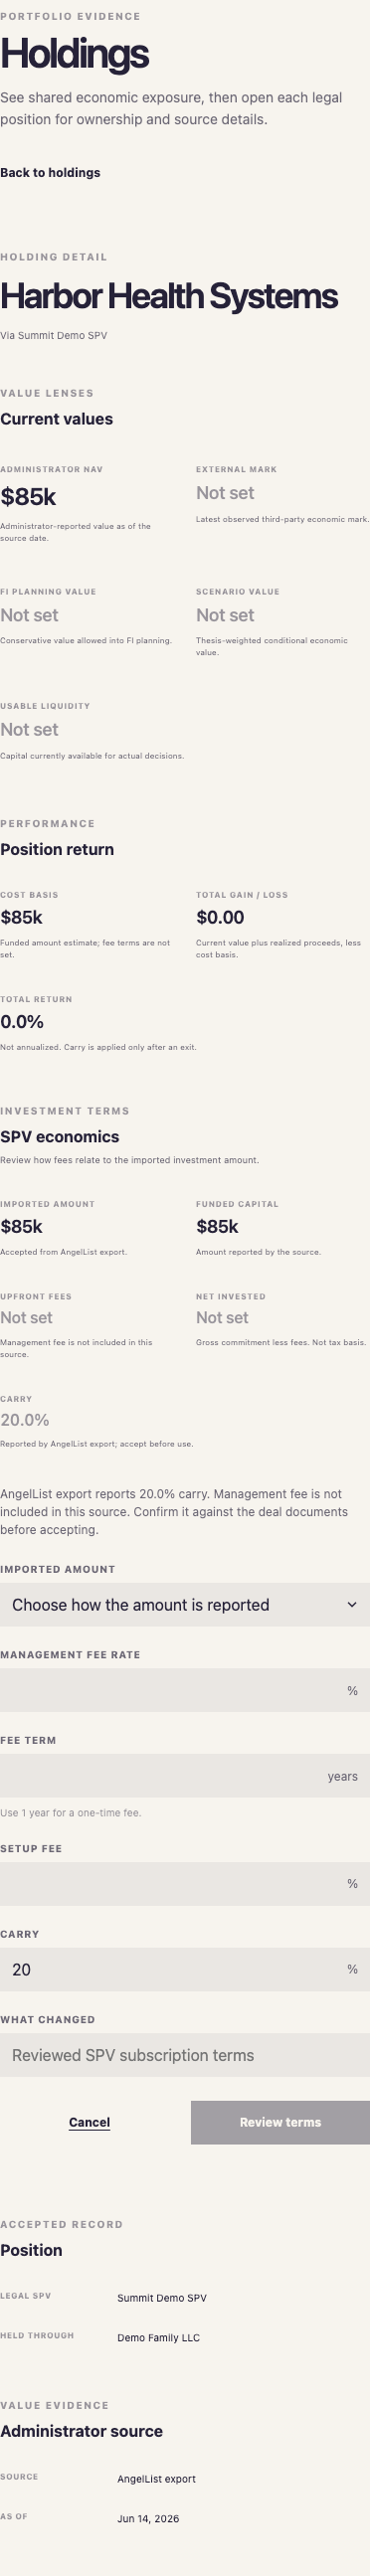 PORTFOLIO EVIDENCE
Holdings
See shared economic exposure, then open each legal
position for ownership and source details.
Back to holdings
HOLDING DETAIL
Harbor Health Systems
Via Summit Demo SPV
VALUE LENSES
Current values
ADMINISTRATOR NAV
$85k
Administrator-reported value as of the
source date.
EXTERNAL MARK
Not set
Latest observed third-party economic mark.
FI PLANNING VALUE
Not set
Conservative value allowed into FI planning.
SCENARIO VALUE
Not set
Thesis-weighted conditional economic
value.
USABLE LIQUIDITY
Not set
Capital currently available for actual decisions.
PERFORMANCE
Position return
COST BASIS
$85k
Funded amount estimate; fee terms are not
set.
TOTAL GAIN / LOSS
$0.00
Current value plus realized proceeds, less
cost basis.
TOTAL RETURN
0.0%
Not annualized. Carry is applied only after an exit.
INVESTMENT TERMS
SPV economics
Review how fees relate to the imported investment amount.
IMPORTED AMOUNT
$85k
Accepted from AngelList export.
FUNDED CAPITAL
$85k
Amount reported by the source.
UPFRONT FEES
Not set
Management fee is not included in this
source.
NET INVESTED
Not set
Gross commitment less fees. Not tax basis.
CARRY
20.0%
Reported by AngelList export; accept before use.
AngelList export reports 20.0% carry. Management fee is not
included in this source. Confirm it against the deal documents
before accepting.
IMPORTED AMOUNT
Choose how the amount is reported
MANAGEMENT FEE RATE
%
FEE TERM
years
Use 1 year for a one-time fee.
SETUP FEE
%
CARRY
20 %
WHAT CHANGED
Reviewed SPV subscription terms
Cancel Review terms
ACCEPTED RECORD
Position
LEGAL SPV Summit Demo SPV
HELD THROUGH Demo Family LLC
VALUE EVIDENCE
Administrator source
SOURCE AngelList export
AS OF Jun 14, 2026